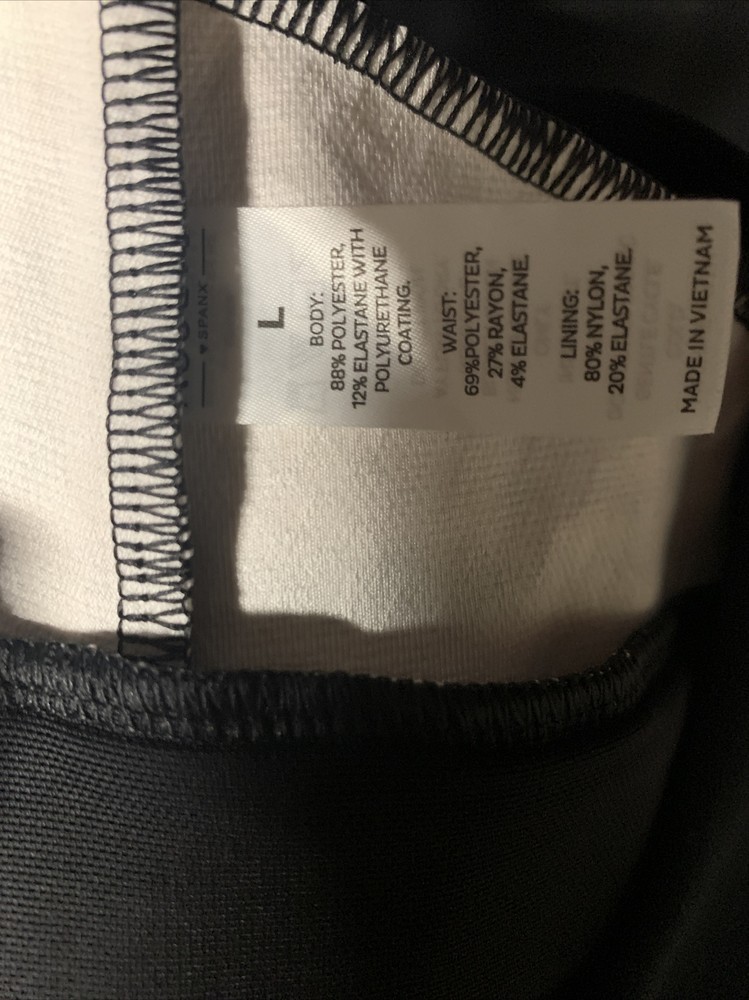 SPANX
L
BODY:
88% POLYESTER,
12% ELASTANE WITH
POLYURETHANE
COATING.
WAIST:
69%POLYESTER,
27% RAYON,
4% ELASTANE.
LINING:
80% NYLON,
20% ELASTANE.
MADE IN VIETNAM